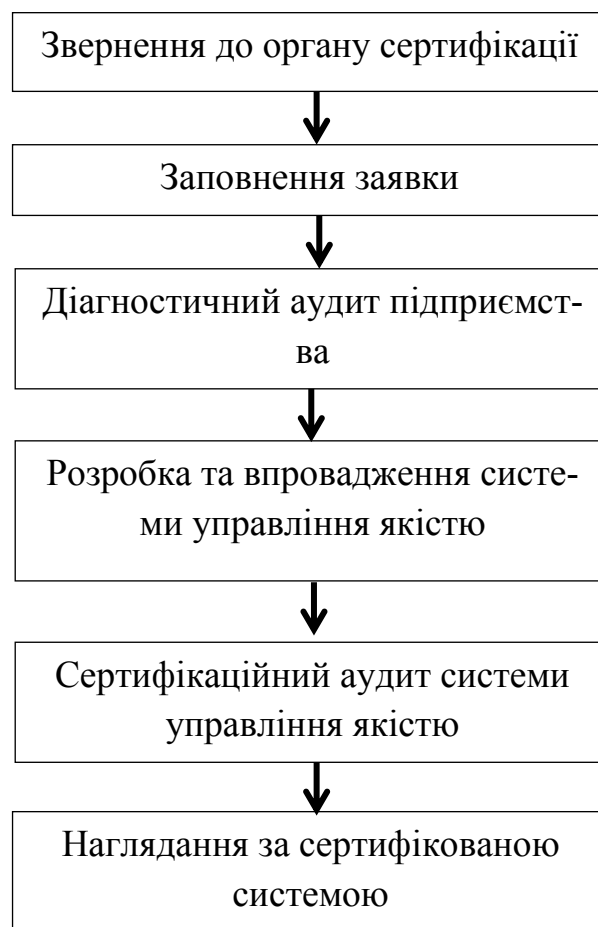 Звернення до органу сертифікації
Заповнення заявки
Діагностичний аудит підприємст-
ва
Розробка та впровадження систе-
ми управління якістю
Сертифікаційний аудит системи
управління якістю
Наглядання за сертифікованою
системою